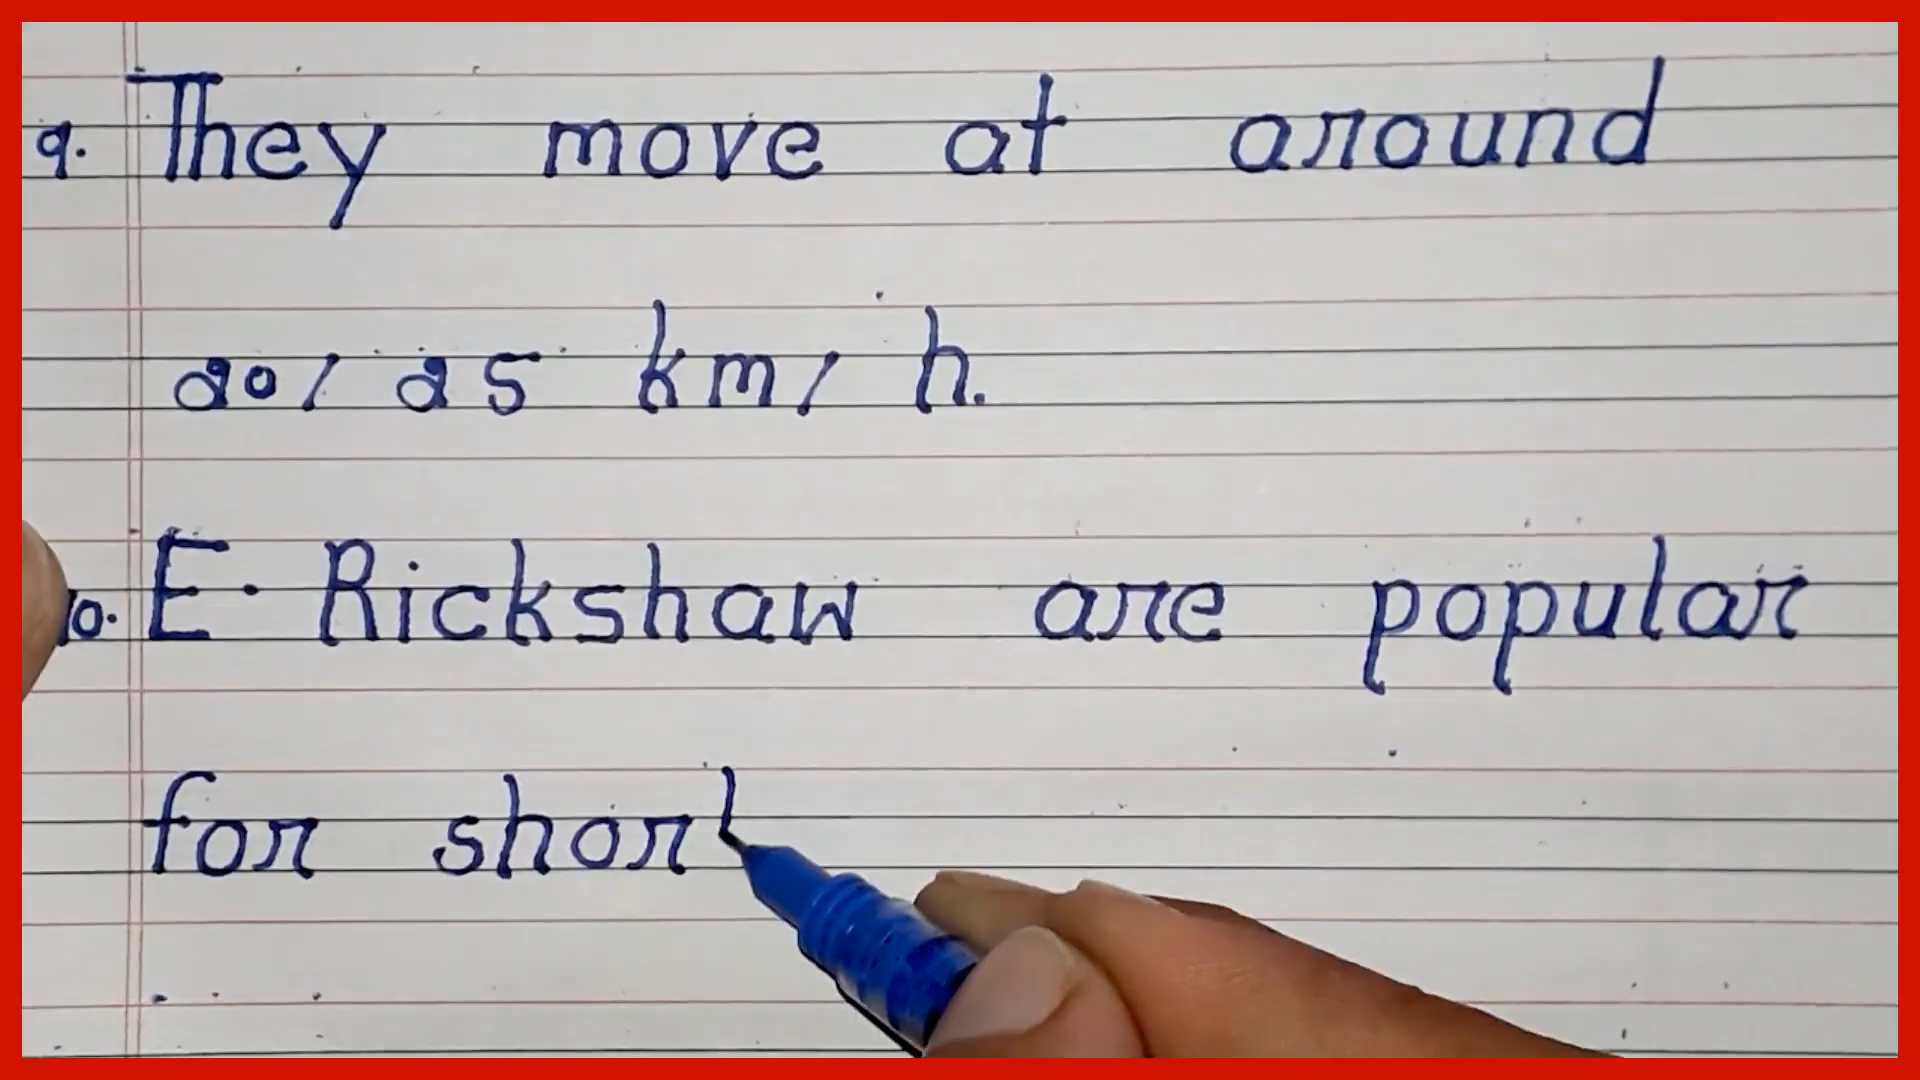 9. They move at around
20/ 25 km/ h.
10. E. Rickshaw are popular
for short